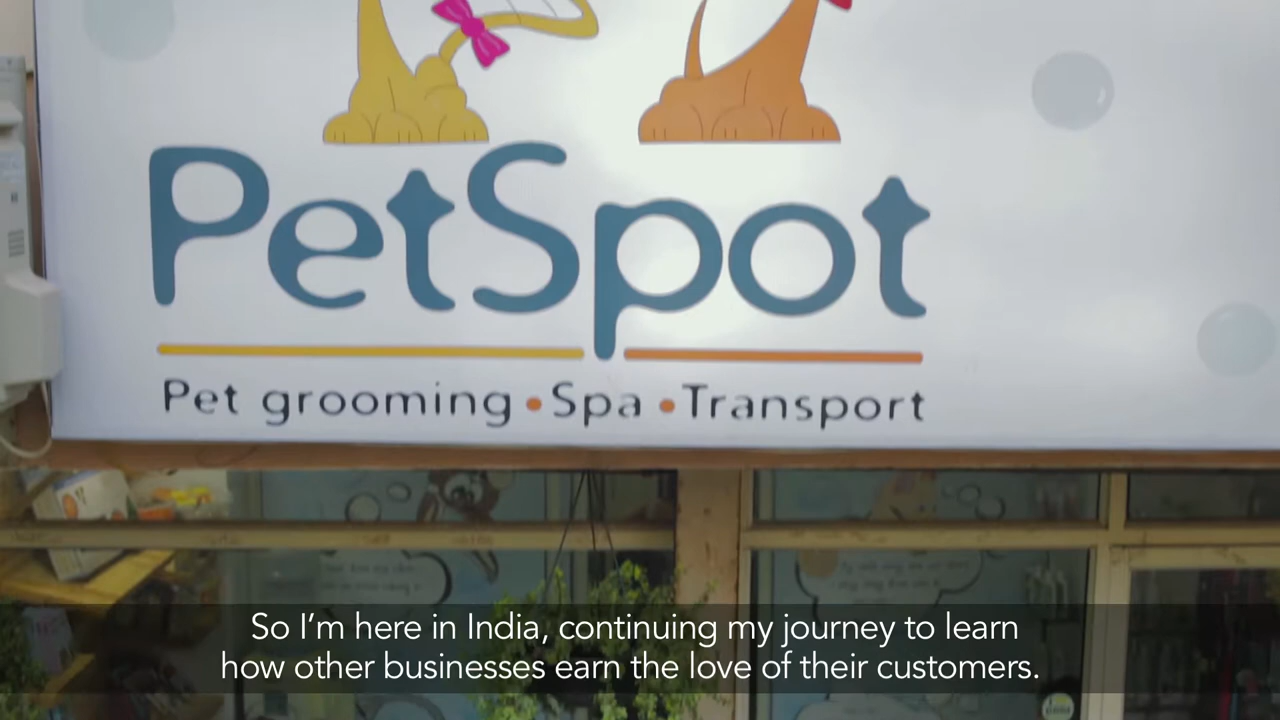 PetSpot
Pet grooming • Spa • Transport
So I'm here in India, continuing my journey to learn
how other businesses earn the love of their customers.